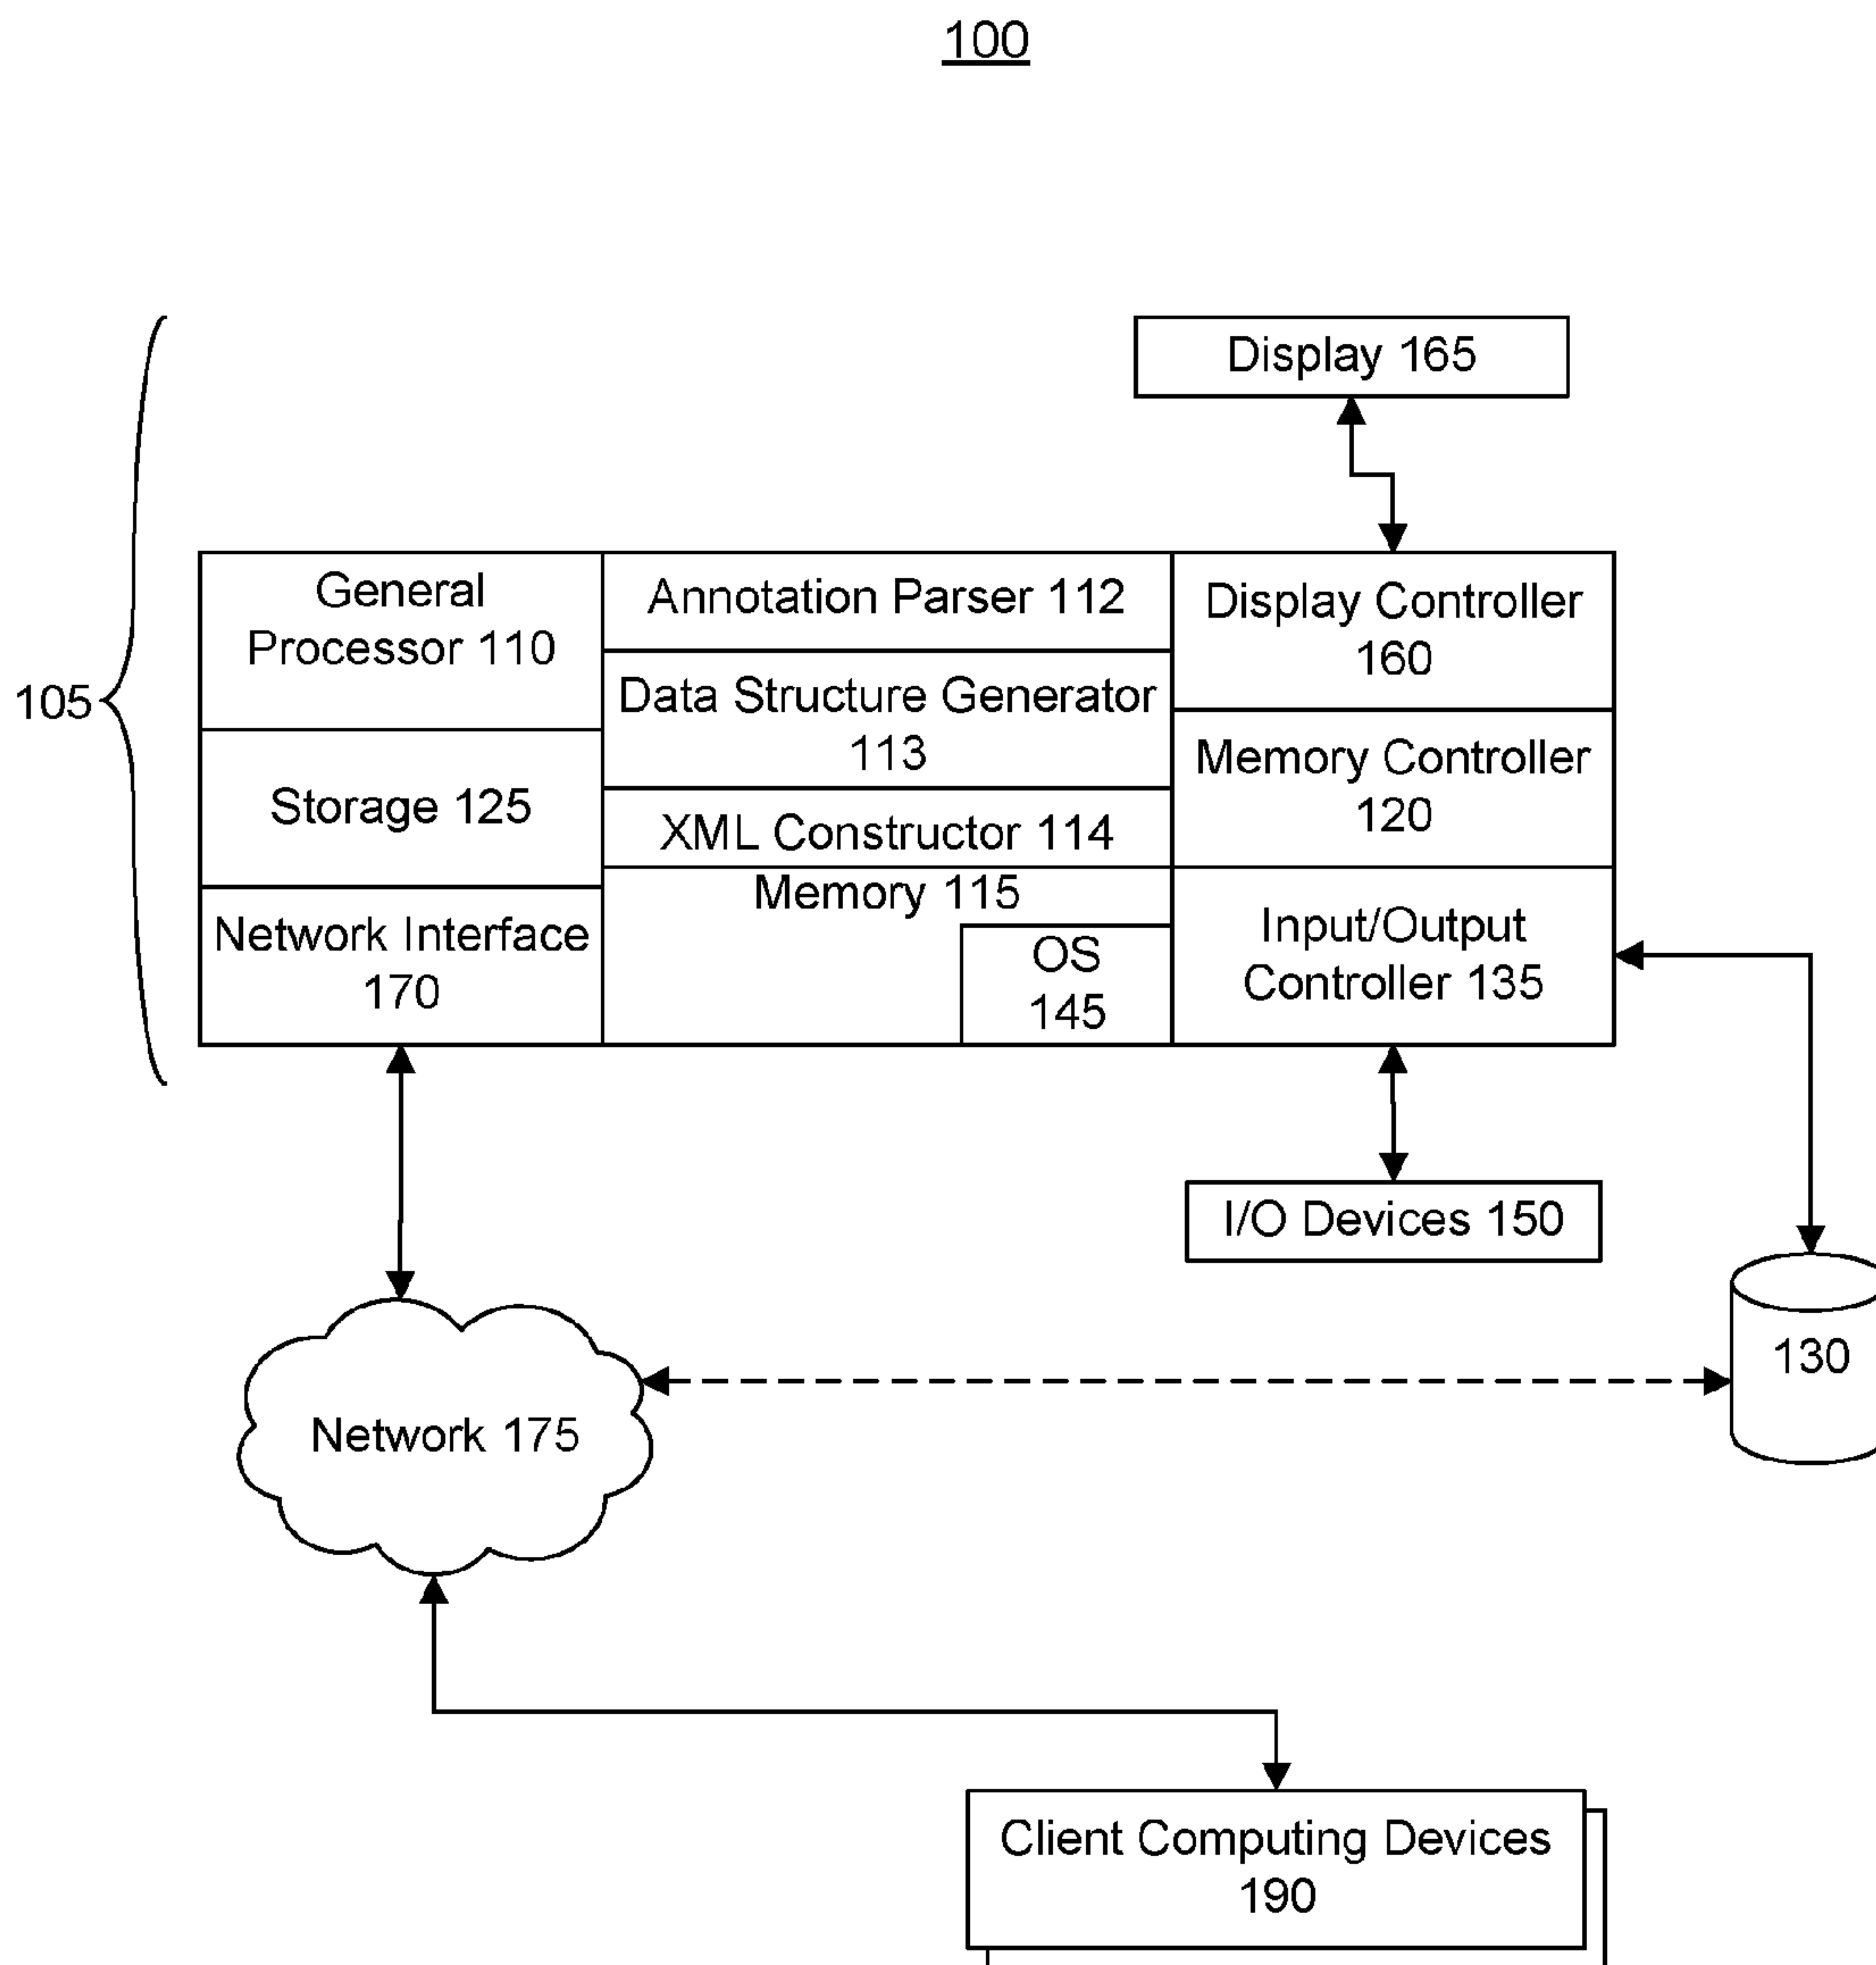 100
Display 165
105
General
Processor 110
Storage 125
Network Interface
170
Annotation Parser 112
Data Structure Generator
113
XML Constructor 114
Memory 115
OS
145
Display Controller
160
Memory Controller
120
Input/Output
Controller 135
I/O Devices 150
130
Network 175
Client Computing Devices
190